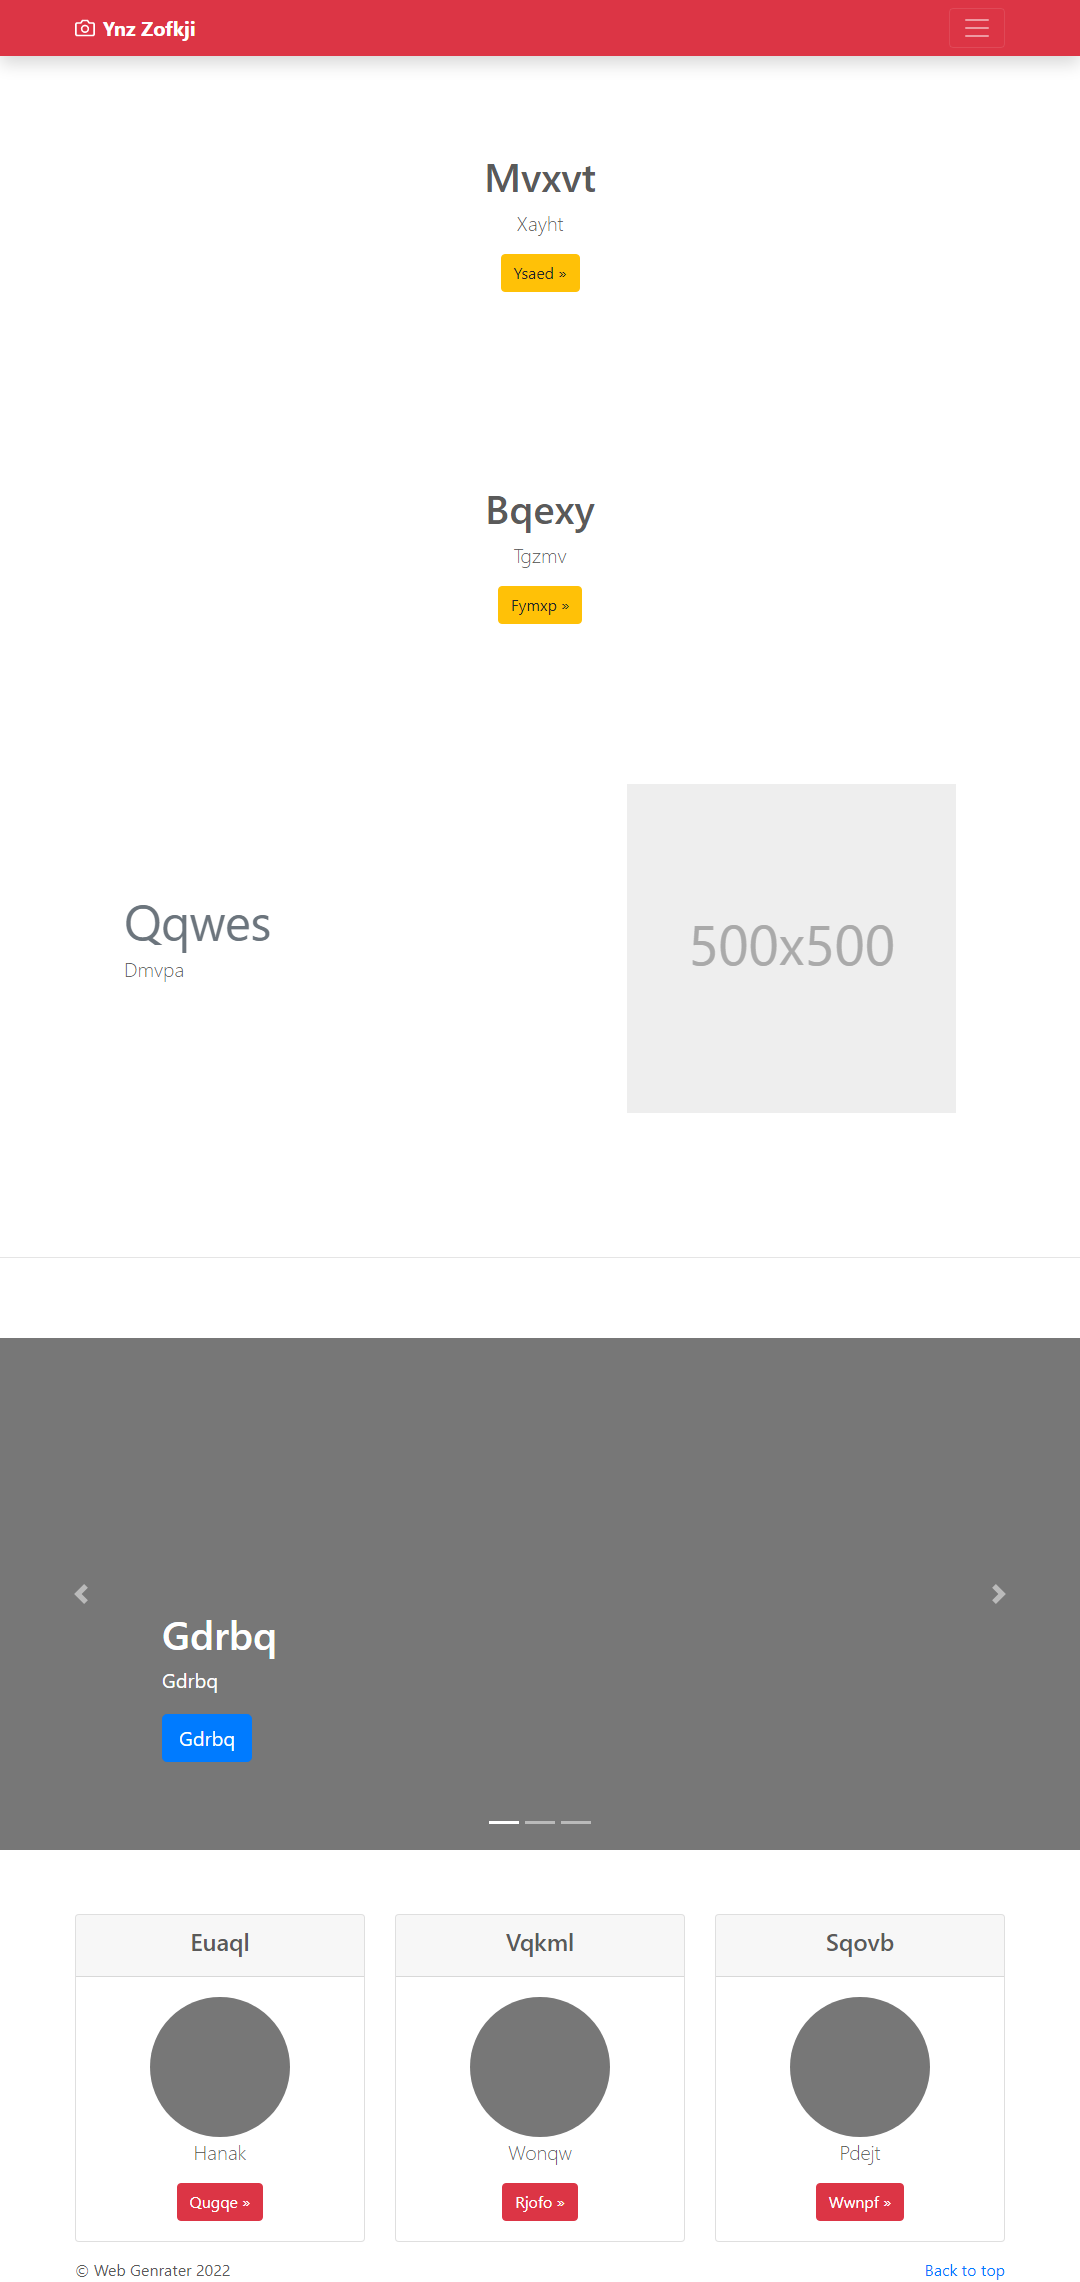 Ynz Zofkji
Mvxvt
Xayht
Ysaed »
Bqexy
Tgzmv
Fymxp »
Qqwes
Dmvpa
500x500
Gdrbq
Gdrbq
Gdrbq
Euaql
Hanak
Qugqe »
Vqkml
Wonqw
Rjofo »
Sqovb
Pdejt
Wwnpf »
© Web Genrater 2022
Back to top